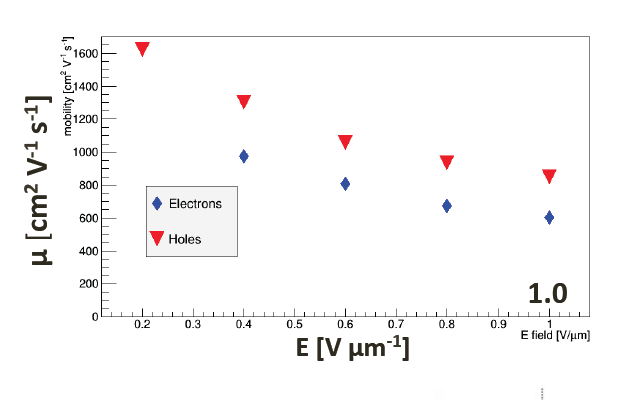 μ [cm² V⁻¹ s⁻¹]
mobility [cm² V⁻¹ s⁻¹]
1600
1400
1200
1000
800
600
400
200
0
Electrons
Holes
1.0
0.2 0.3 0.4 0.5 0.6 0.7 0.8 0.9 1
E field [V/μm]
E [V μm⁻¹]